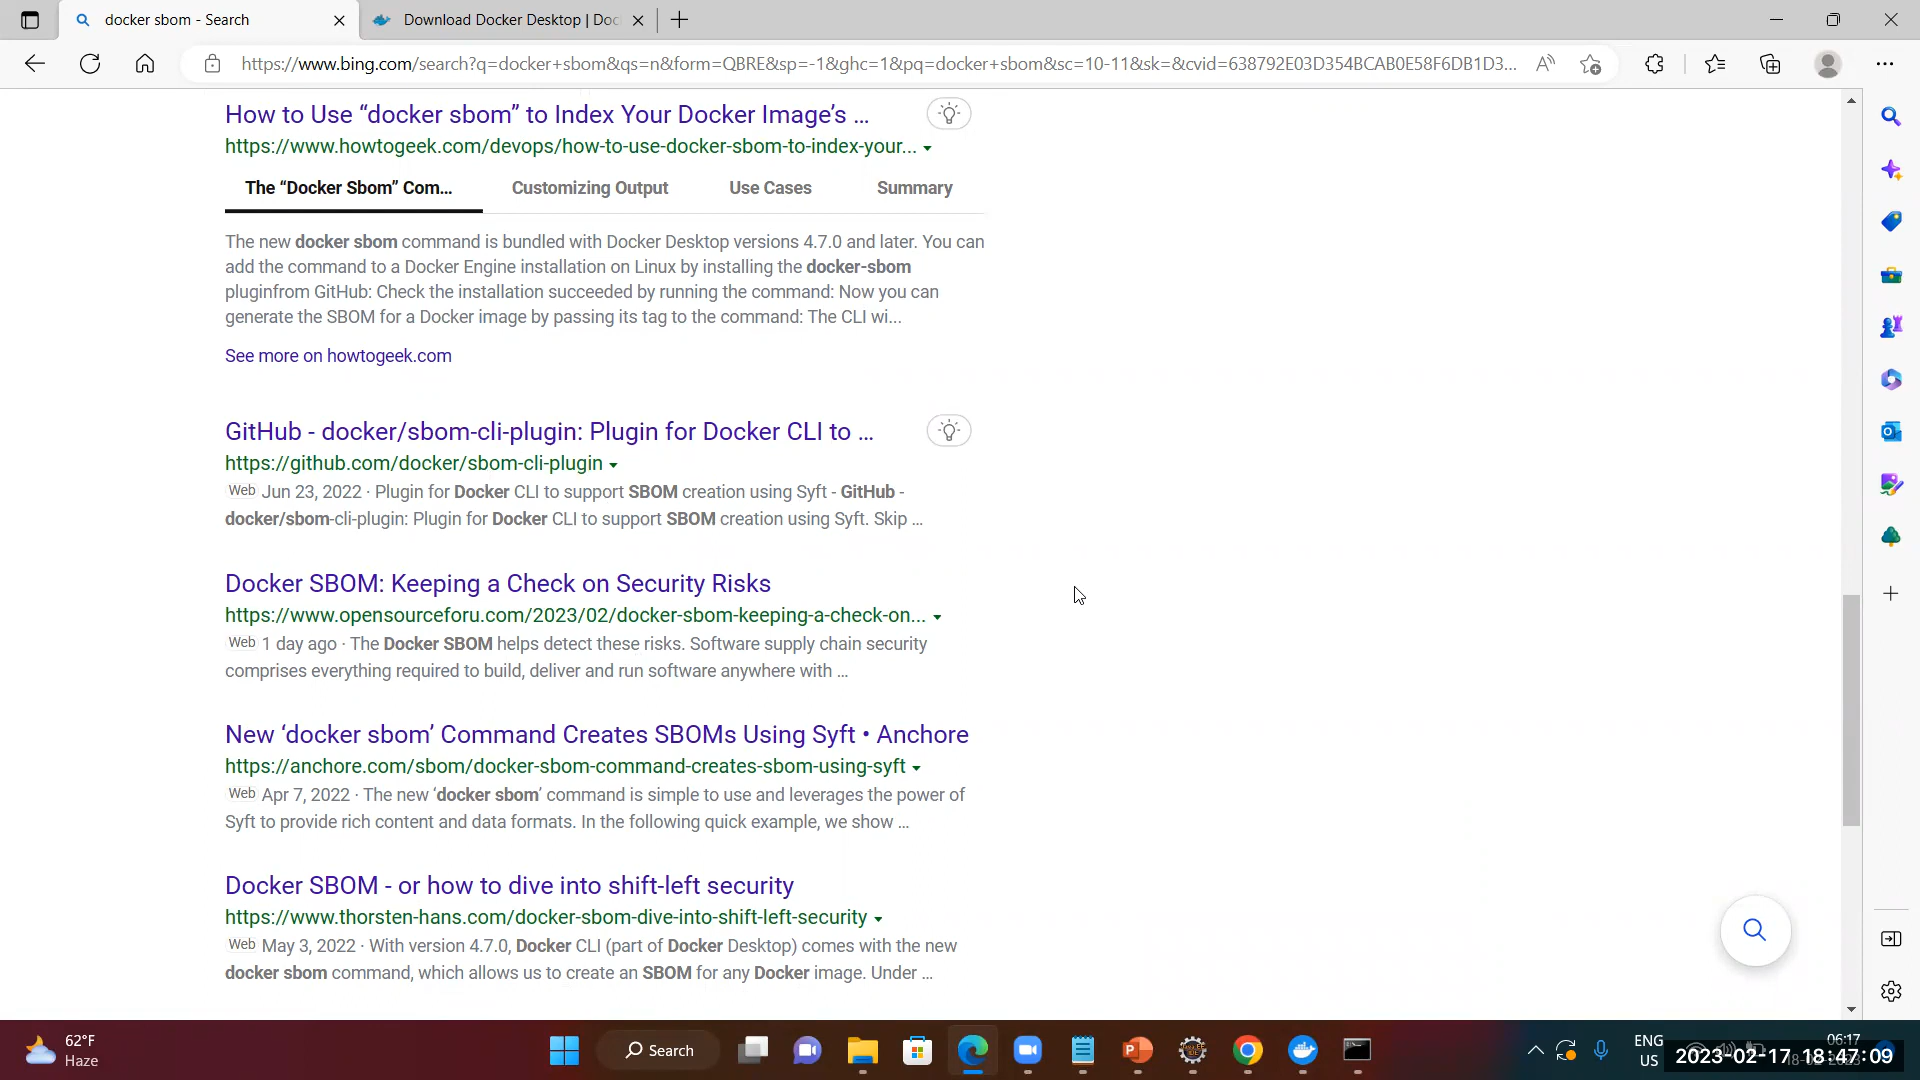 docker sbom - Search
Download Docker Desktop | Doc
https://www.bing.com/search?q=docker+sbom&qs=n&form=QBRE&sp=-1&ghc=1&pq=docker+sbom&sc=10-11&sk=&cvid=638792E03D354BCAB0E58F6DB1D3...
How to Use “docker sbom” to Index Your Docker Image’s ...
https://www.howtogeek.com/devops/how-to-use-docker-sbom-to-index-your...
The “Docker Sbom” Com... Customizing Output Use Cases Summary
The new docker sbom command is bundled with Docker Desktop versions 4.7.0 and later. You can
add the command to a Docker Engine installation on Linux by installing the docker-sbom
pluginfrom GitHub: Check the installation succeeded by running the command: Now you can
generate the SBOM for a Docker image by passing its tag to the command: The CLI wi...
See more on howtogeek.com
GitHub - docker/sbom-cli-plugin: Plugin for Docker CLI to ...
https://github.com/docker/sbom-cli-plugin
Web Jun 23, 2022 · Plugin for Docker CLI to support SBOM creation using Syft - GitHub -
docker/sbom-cli-plugin: Plugin for Docker CLI to support SBOM creation using Syft. Skip ...
Docker SBOM: Keeping a Check on Security Risks
https://www.opensourceforu.com/2023/02/docker-sbom-keeping-a-check-on...
Web 1 day ago · The Docker SBOM helps detect these risks. Software supply chain security
comprises everything required to build, deliver and run software anywhere with ...
New ‘docker sbom’ Command Creates SBOMs Using Syft • Anchore
https://anchore.com/sbom/docker-sbom-command-creates-sbom-using-syft
Web Apr 7, 2022 · The new ‘docker sbom’ command is simple to use and leverages the power of
Syft to provide rich content and data formats. In the following quick example, we show ...
Docker SBOM - or how to dive into shift-left security
https://www.thorsten-hans.com/docker-sbom-dive-into-shift-left-security
Web May 3, 2022 · With version 4.7.0, Docker CLI (part of Docker Desktop) comes with the new
docker sbom command, which allows us to create an SBOM for any Docker image. Under ...
62°F
Haze
Search
ENG
US
06:17
2023-02-17 18:47:09